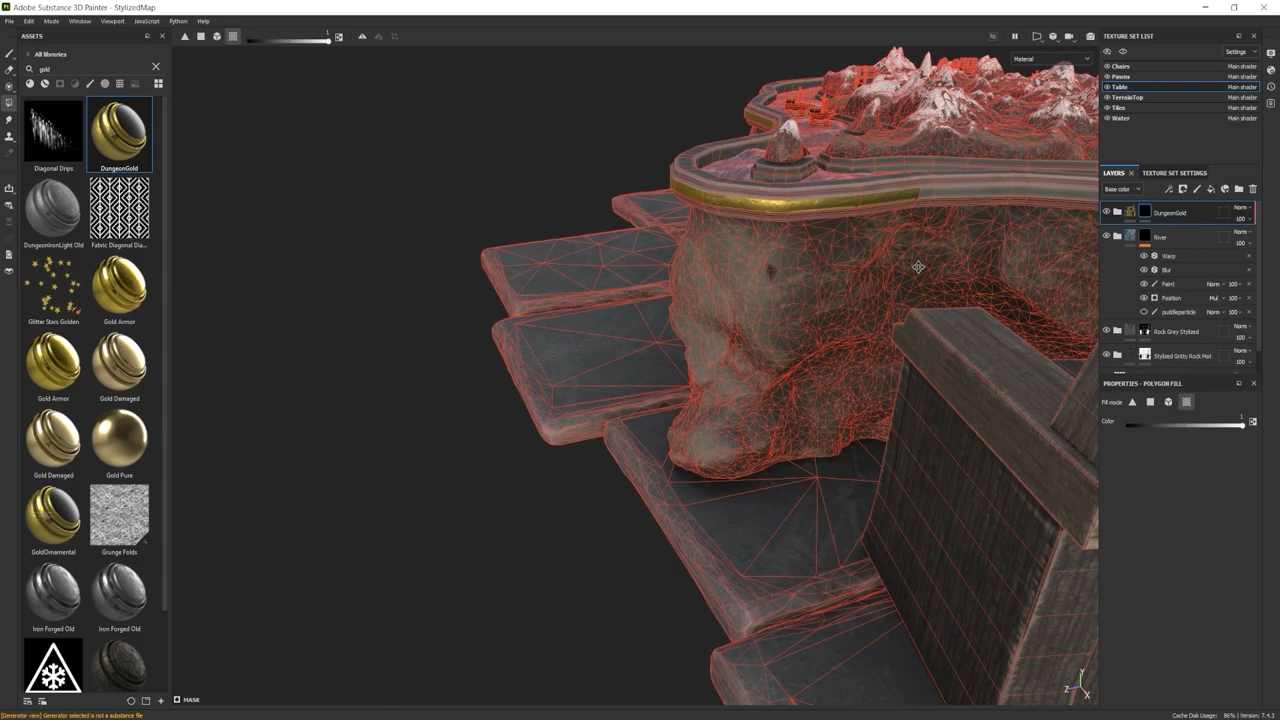 Adobe Substance 3D Painter - StylizedMap
File Edit Mode Window Viewport JavaScript Python Help
ASSETS
All libraries
gold
Diagonal Drips
DungeonGold
DungeonIronLight Old
Fabric Diagonal Dia...
Glitter Stars Golden
Gold Armor
Gold Armor
Gold Damaged
Gold Damaged
Gold Pure
GoldOrnamental
Grunge Folds
Iron Forged Old
Iron Forged Old
1
Material
Y
Z
X
MASK
TEXTURE SET LIST
Settings
Chairs Main shader
Pawns Main shader
Table Main shader
TerrainTop Main shader
Tiles Main shader
Water Main shader
LAYERS TEXTURE SET SETTINGS
Base color
DungeonGold Norm 100
River Norm 100
Warp
Blur
Paint Norm 100
Position Mul 100
puddleparticle Norm 100
Rock Grey Stylized Norm 100
Stylized Gritty Rock Mat Norm 100
PROPERTIES - POLYGON FILL
Fill mode
Color 1
[Generator view] Generator selected is not a substance file
Cache Disk Usage: 86% | Version: 7.4.3